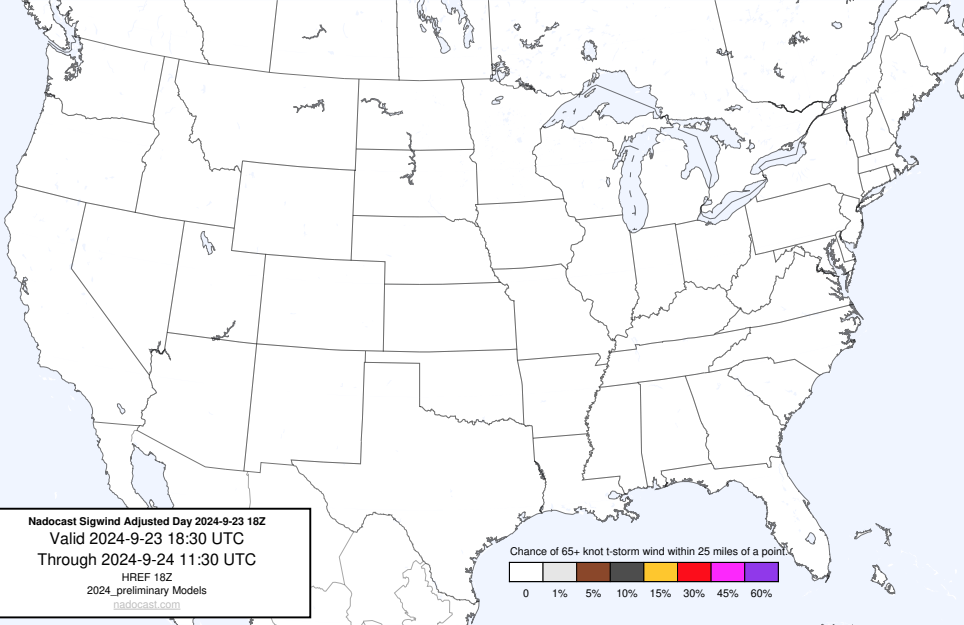 Nadocast Sigwind Adjusted Day 2024-9-23 18Z
Valid 2024-9-23 18:30 UTC
Through 2024-9-24 11:30 UTC
HREF 18Z
2024_preliminary Models
nadocast.com
Chance of 65+ knot t-storm wind within 25 miles of a point.
0 1% 5% 10% 15% 30% 45% 60%